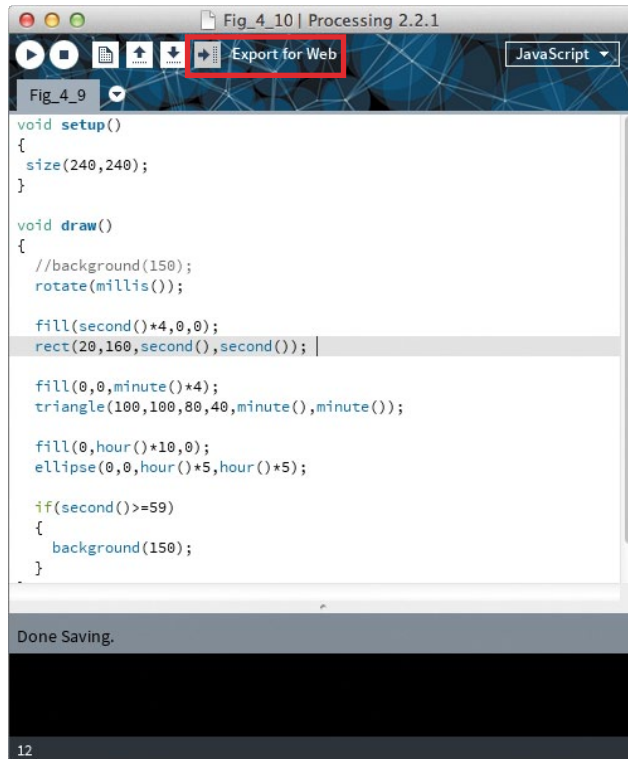 Fig_4_10 | Processing 2.2.1
Export for Web
JavaScript
Fig_4_9
void setup()
{
 size(240,240);
}

void draw()
{
  //background(150);
  rotate(millis());

  fill(second()*4,0,0);
  rect(20,160,second(),second());

  fill(0,0,minute()*4);
  triangle(100,100,80,40,minute(),minute());

  fill(0,hour()*10,0);
  ellipse(0,0,hour()*5,hour()*5);

  if(second()>=59)
  {
    background(150);
  }
Done Saving.
12